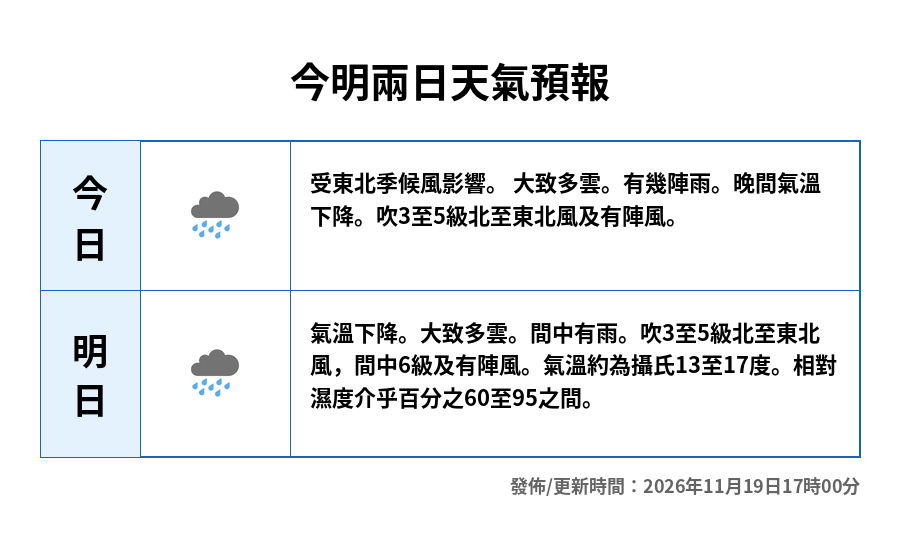 今明兩日天氣預報
今
日
受東北季候風影響。 大致多雲。有幾陣雨。晚間氣溫
下降。吹3至5級北至東北風及有陣風。
明
日
氣溫下降。大致多雲。間中有雨。吹3至5級北至東北
風，間中6級及有陣風。氣溫約為攝氏13至17度。相對
濕度介乎百分之60至95之間。
發佈/更新時間：2026年11月19日17時00分